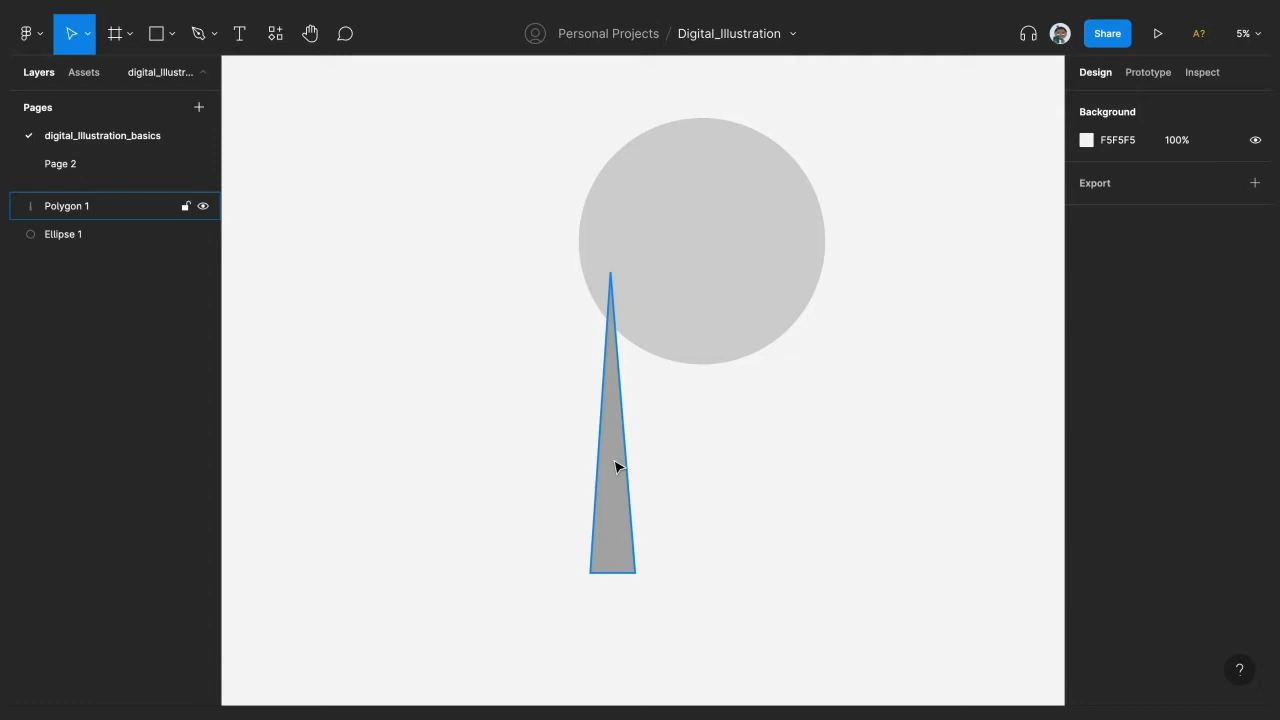 Personal Projects / Digital_Illustration
Share
A?
5%
Layers
Assets
digital_Illustr...
Pages
digital_Illustration_basics
Page 2
Polygon 1
Ellipse 1
Design
Prototype
Inspect
Background
F5F5F5
100%
Export
?